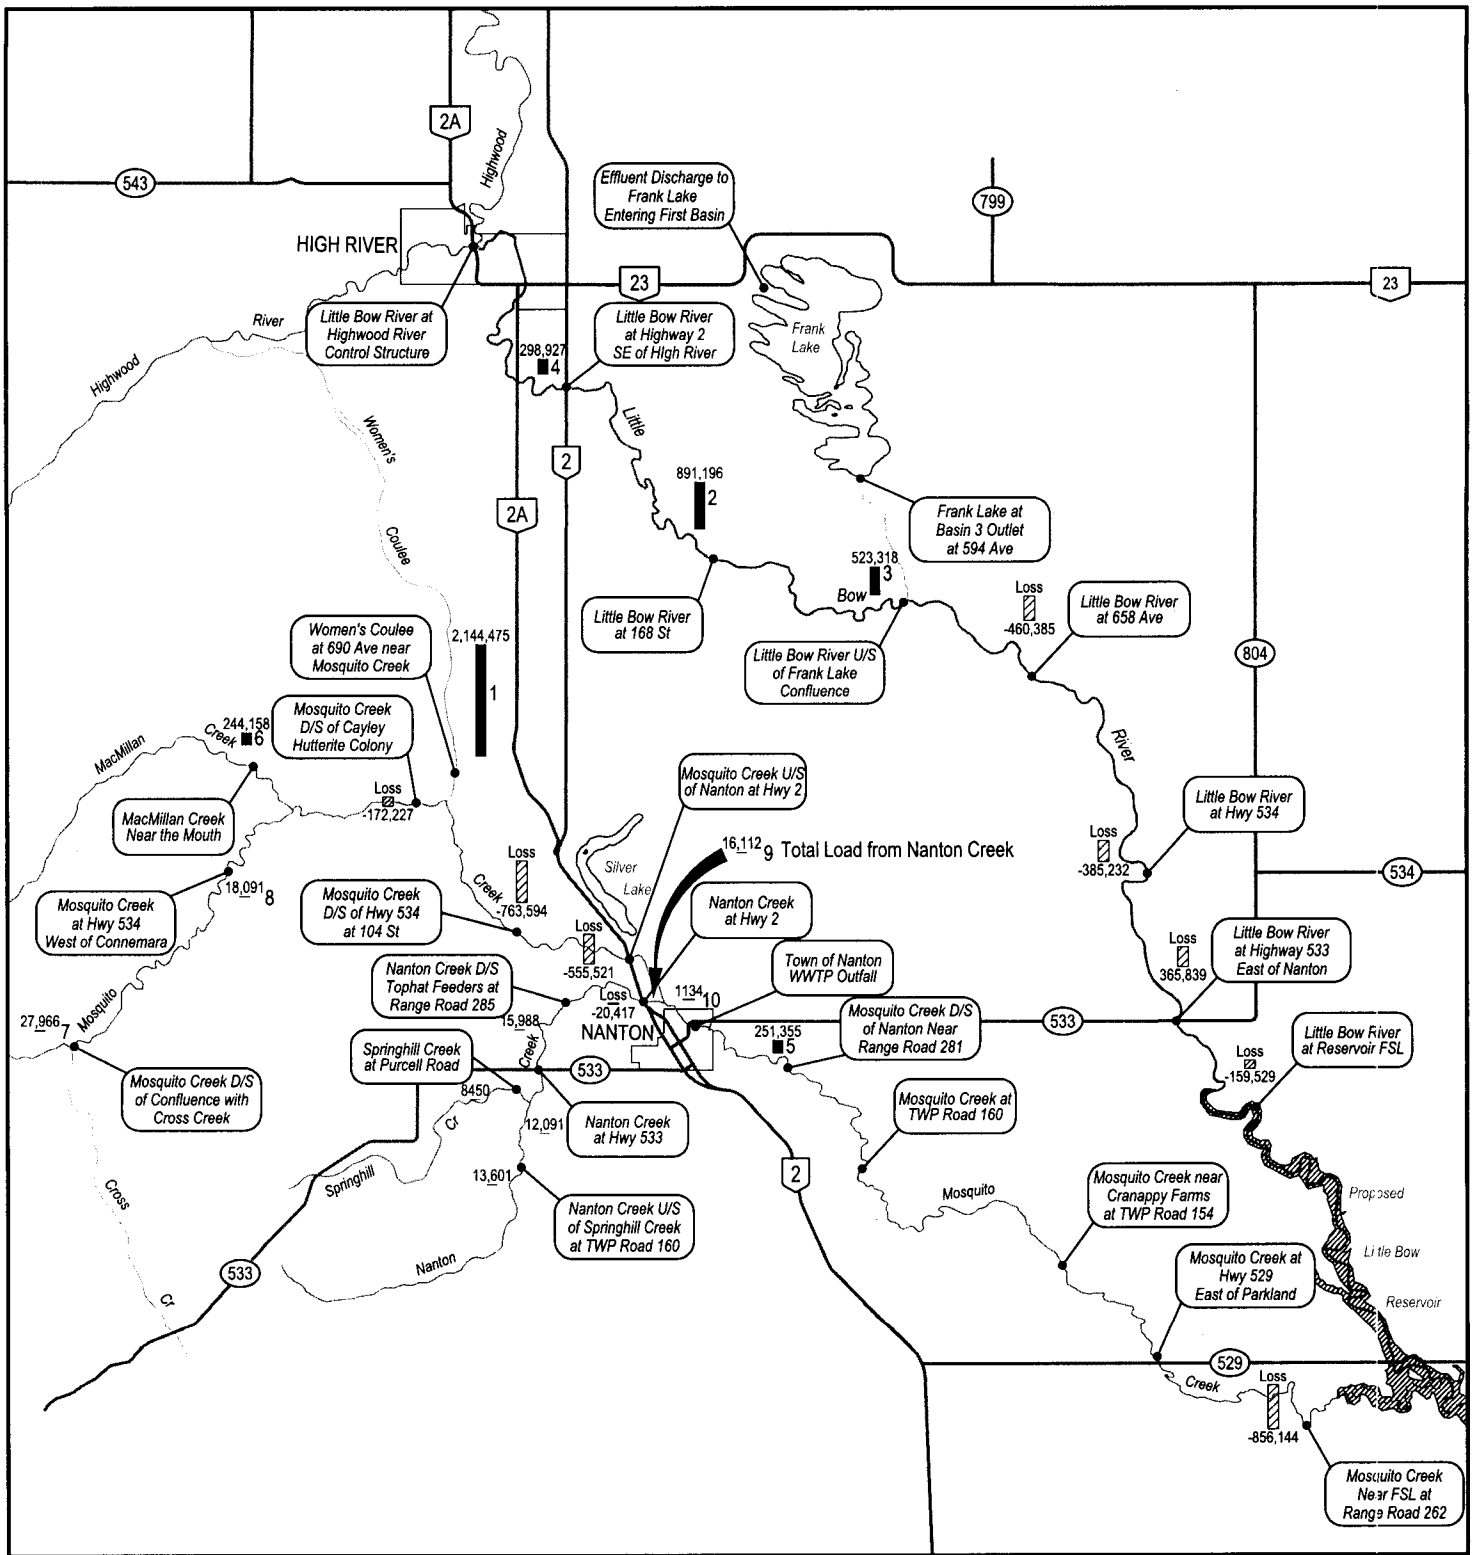 2A
Highwood
543
Effluent Discharge to
Frank Lake
Entering First Basin
799
HIGH RIVER
23
23
River
Little Bow River at
Highwood River
Control Structure
Little Bow River
at Highway 2
SE of HIgh River
Frank
Lake
298,927
4
Highwood
Little
Women's
2
891,196
2
2A
Frank Lake at
Basin 3 Outlet
at 594 Ave
Coulee
523,318
3
Bow
Loss
-460,385
Little Bow River
at 658 Ave
Little Bow River
at 168 St
Women's Coulee
at 690 Ave near
Mosquito Creek
2,144,475
1
Little Bow River U/S
of Frank Lake
Confluence
804
Mosquito Creek
D/S of Cayley
Hutterite Colony
244,158
6
Creek
MacMillan
River
Mosquito Creek U/S
of Nanton at Hwy 2
Loss
-172,227
MacMillan Creek
Near the Mouth
Little Bow River
at Hwy 534
Loss
-385,232
16,112
9
Total Load from Nanton Creek
Silver
Lake
Loss
-763,594
Creek
534
18,091
8
Mosquito Creek
at Hwy 534
West of Connemara
Mosquito Creek
D/S of Hwy 534
at 104 St
Nanton Creek
at Hwy 2
Loss
-555,521
Town of Nanton
WWTP Outfall
Loss
365,839
Little Bow River
at Highway 533
East of Nanton
Nanton Creek D/S
Tophat Feeders at
Range Road 285
Loss
-20,417
1134
10
Mosquito
27,966
7
15,988
NANTON
251,355
5
Mosquito Creek D/S
of Nanton Near
Range Road 281
533
Little Bow River
at Reservoir FSL
Springhill Creek
at Purcell Road
Creek
533
Loss
-159,529
Mosquito Creek D/S
of Confluence with
Cross Creek
8450
Cr
12,091
Nanton Creek
at Hwy 533
Mosquito Creek at
TWP Road 160
Springhill
13,601
2
Cross
Mosquito
Mosquito Creek near
Cranappy Farms
at TWP Road 154
Proposed
Nanton Creek U/S
of Springhill Creek
at TWP Road 160
Nanton
533
Mosquito Creek at
Hwy 529
East of Parkland
Little Bow
Cr
Reservoir
529
Creek
Loss
-856,144
Mosquito Creek
Near FSL at
Range Road 262